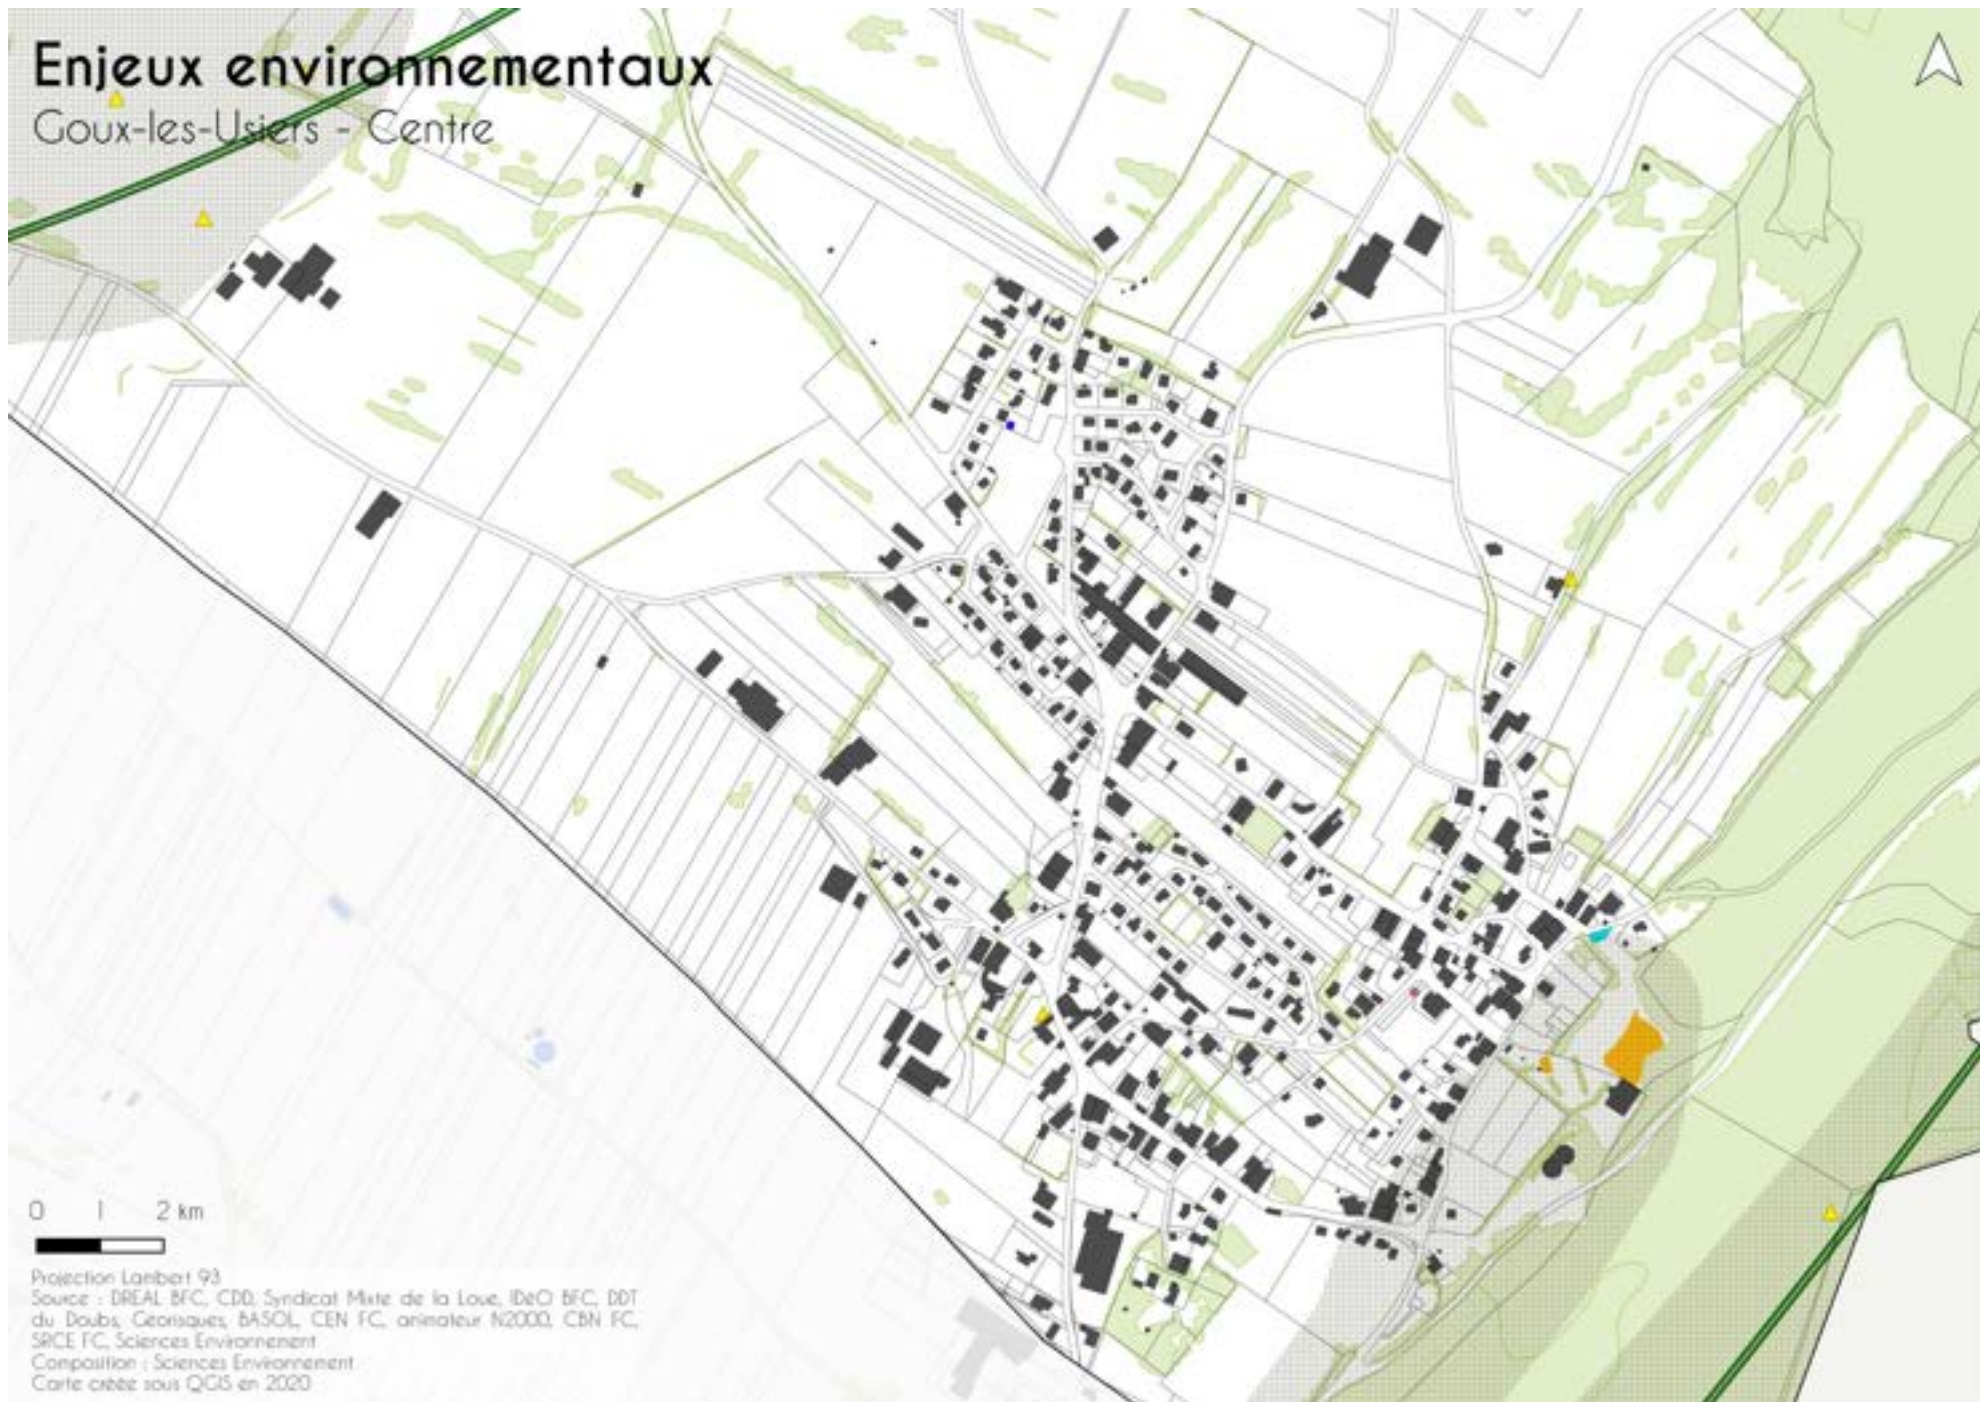 Enjeux environnementaux
Goux-les-Usiers - Centre
0 1 2 km
Projection Lambert 93
Source : DREAL BFC, CDD, Syndicat Mixte de la Loue, IDéO BFC, DDT
du Doubs, Géorisques, BASOL, CEN FC, animateur N2000, CBN FC,
SRCE FC, Sciences Environnement
Composition : Sciences Environnement
Carte créée sous QGIS en 2020